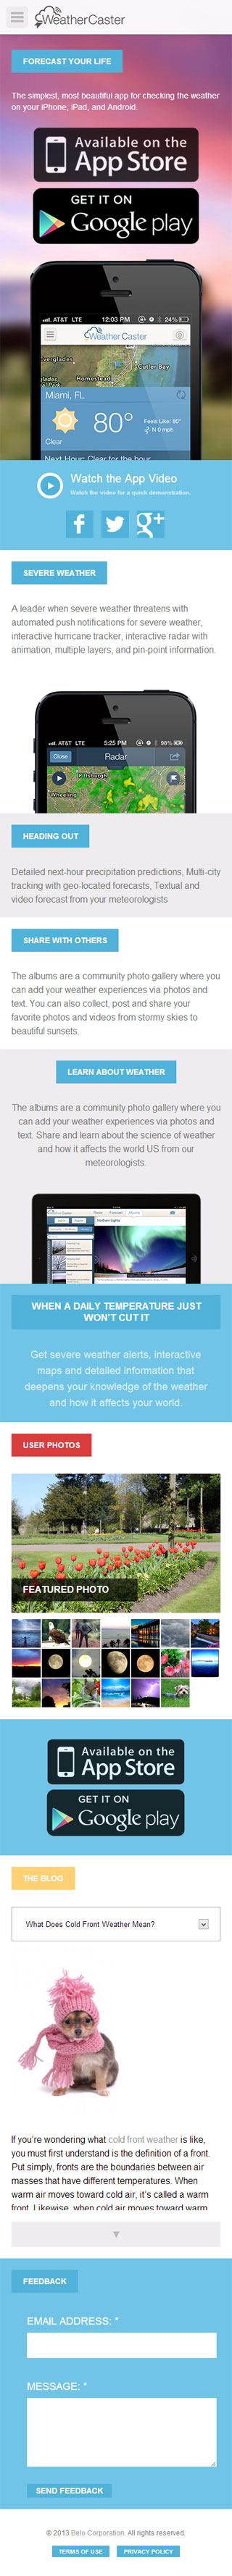 WeatherCaster
FORECAST YOUR LIFE
The simplest, most beautiful app for checking the weather
on your iPhone, iPad, and Android.
Available on the
App Store
GET IT ON
Google play
AT&T LTE 12:03 PM 24%
WeatherCaster
Everglades
Cutler Bay
Homestead
Miami, FL
80°
Feels Like: 80°
N 0 mph
Clear
Next Hour: Clear for the hour
Watch the App Video
Watch the video for a quick demonstration
SEVERE WEATHER
A leader when severe weather threatens with
automated push notifications for severe weather,
interactive hurricane tracker, interactive radar with
animation, multiple layers, and pin-point information.
AT&T LTE 5:25 PM 98%
Close Radar
Pittsburgh
Wheeling
HEADING OUT
Detailed next-hour precipitation predictions, Multi-city
tracking with geo-located forecasts, Textual and
video forecast from your meteorologists
SHARE WITH OTHERS
The albums are a community photo gallery where you
can add your weather experiences via photos and
text. You can also collect, post and share your
favorite photos and videos from stormy skies to
beautiful sunsets.
LEARN ABOUT WEATHER
The albums are a community photo gallery where you
can add your weather experiences via photos and
text. Share and learn about the science of weather
and how it affects the world US from our
meteorologists.
Northern Lights
WHEN A DAILY TEMPERATURE JUST
WON'T CUT IT
Get severe weather alerts, interactive
maps and detailed information that
deepens your knowledge of the weather
and how it affects your world.
USER PHOTOS
FEATURED PHOTO
Available on the
App Store
GET IT ON
Google play
THE BLOG
What Does Cold Front Weather Mean?
If you're wondering what cold front weather is like,
you must first understand is the definition of a front.
Put simply, fronts are the boundaries between air
masses that have different temperatures. When
warm air moves toward cold air, it's called a warm
front. Likewise, when cold air moves toward warm
FEEDBACK
EMAIL ADDRESS: *
MESSAGE: *
SEND FEEDBACK
© 2013 Belo Corporation. All rights reserved.
TERMS OF USE PRIVACY POLICY